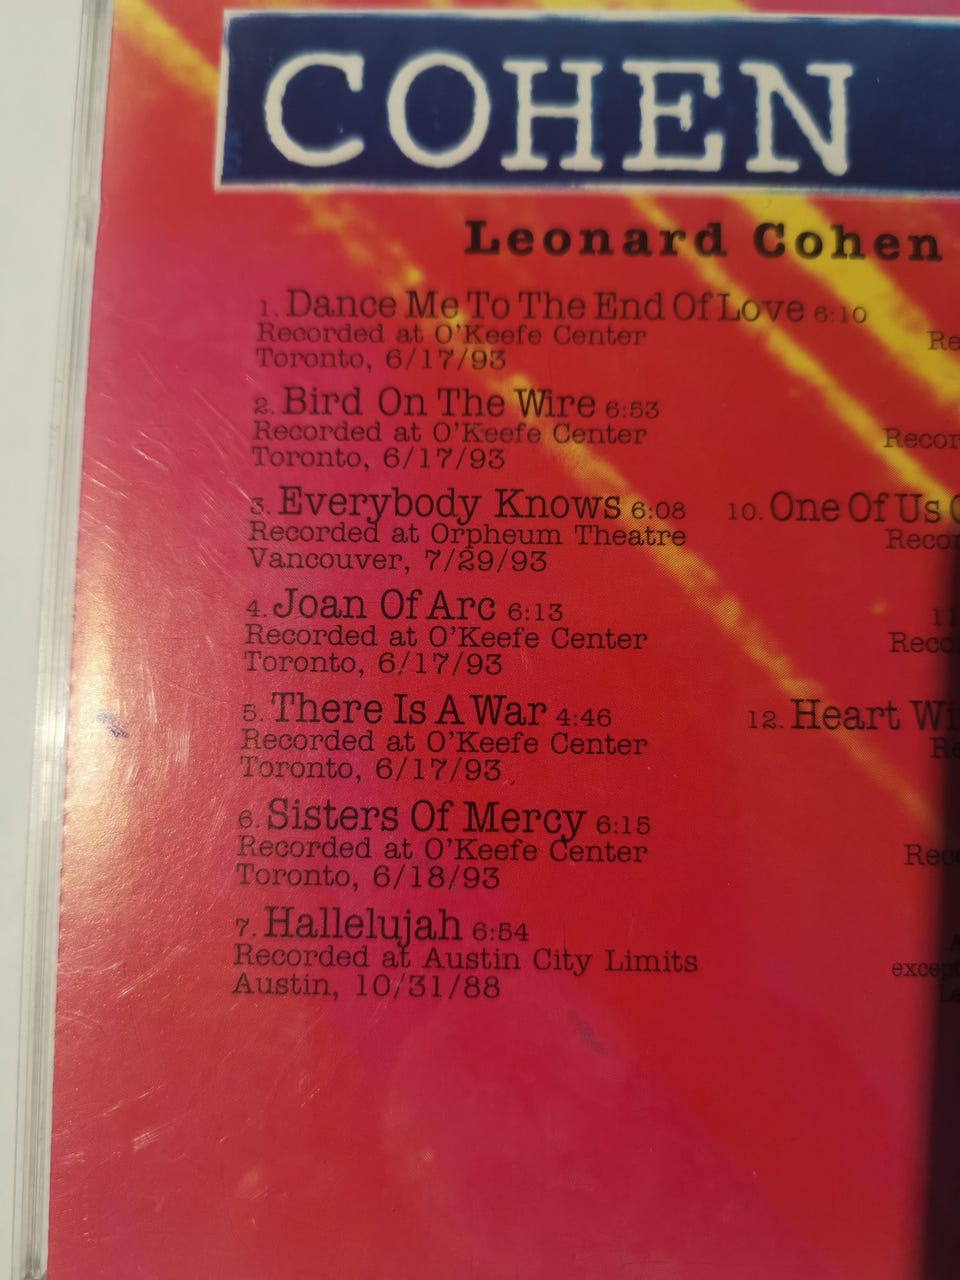 COHEN
Leonard Cohen
1. Dance Me To The End Of Love 6:10
Recorded at O'Keefe Center
Toronto, 6/17/93
2. Bird On The Wire 6:53
Recorded at O'Keefe Center
Toronto, 6/17/93
3. Everybody Knows 6:08
Recorded at Orpheum Theatre
Vancouver, 7/29/93
4. Joan Of Arc 6:13
Recorded at O'Keefe Center
Toronto, 6/17/93
5. There Is A War 4:46
Recorded at O'Keefe Center
Toronto, 6/17/93
6. Sisters Of Mercy 6:15
Recorded at O'Keefe Center
Toronto, 6/18/93
7. Hallelujah 6:54
Recorded at Austin City Limits
Austin, 10/31/88
10. One Of Us
12. Heart